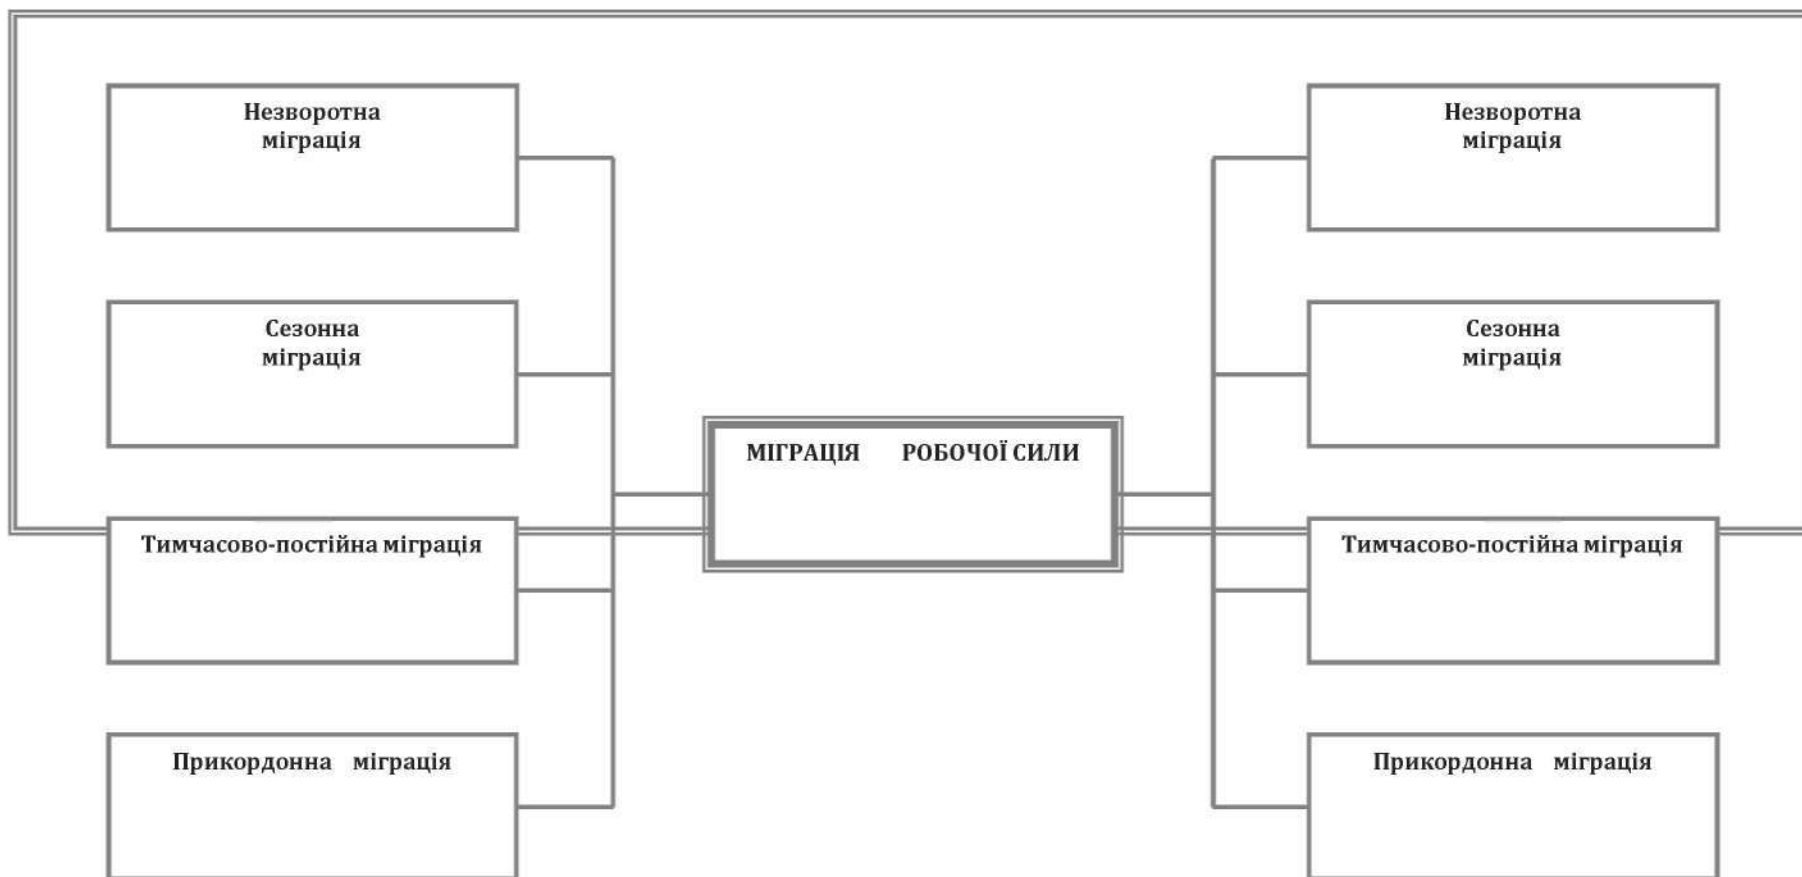 Незворотна
міграція
Незворотна
міграція
Сезонна
міграція
Сезонна
міграція
МІГРАЦІЯ РОБОЧОЇ СИЛИ
Тимчасово-постійна міграція
Тимчасово-постійна міграція
Прикордонна міграція
Прикордонна міграція